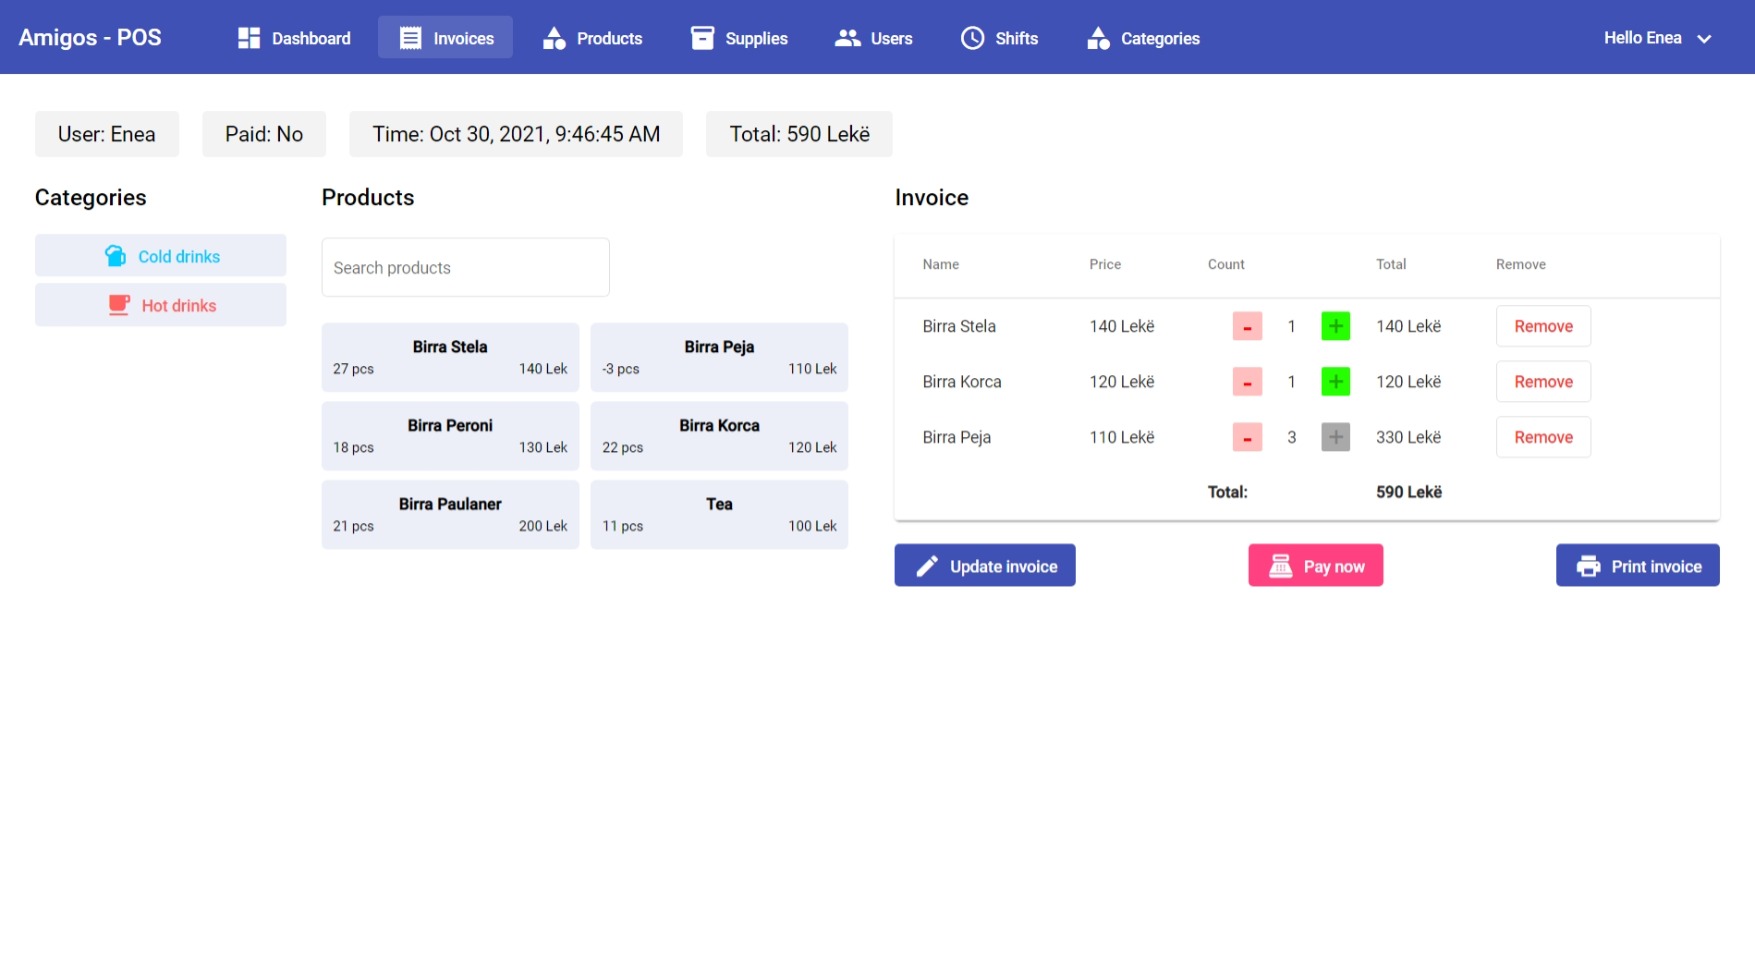 Amigos - POS
Dashboard
Invoices
Products
Supplies
Users
Shifts
Categories
Hello Enea
User: Enea
Paid: No
Time: Oct 30, 2021, 9:46:45 AM
Total: 590 Lekë
Categories
Cold drinks
Hot drinks
Products
Search products
Birra Stela
27 pcs 140 Lek
Birra Peja
-3 pcs 110 Lek
Birra Peroni
18 pcs 130 Lek
Birra Korca
22 pcs 120 Lek
Birra Paulaner
21 pcs 200 Lek
Tea
11 pcs 100 Lek
Invoice
Name Price Count Total Remove
Birra Stela 140 Lekë - 1 + 140 Lekë Remove
Birra Korca 120 Lekë - 1 + 120 Lekë Remove
Birra Peja 110 Lekë - 3 + 330 Lekë Remove
Total: 590 Lekë
Update invoice
Pay now
Print invoice